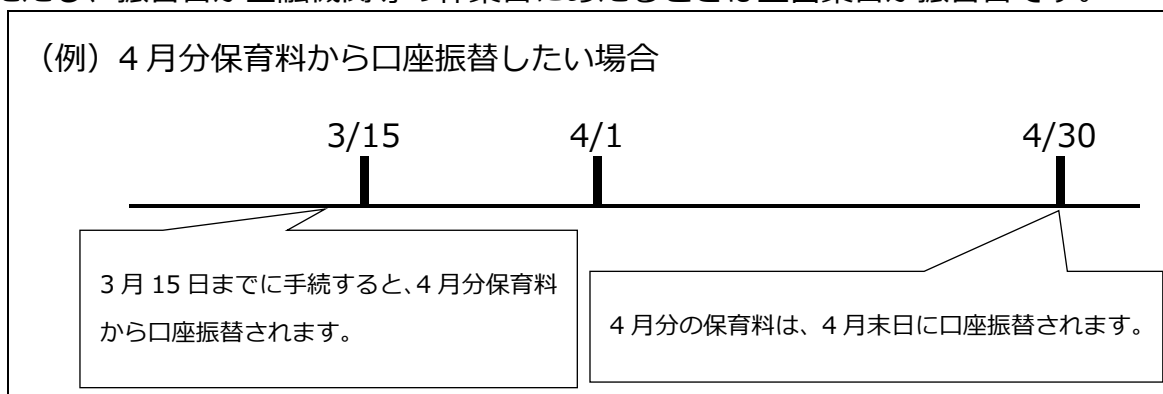 （例）4 月分保育料から口座振替したい場合
3/15
4/1
4/30
3 月 15 日までに手続すると、4 月分保育料
から口座振替されます。
4 月分の保育料は、4 月末日に口座振替されます。